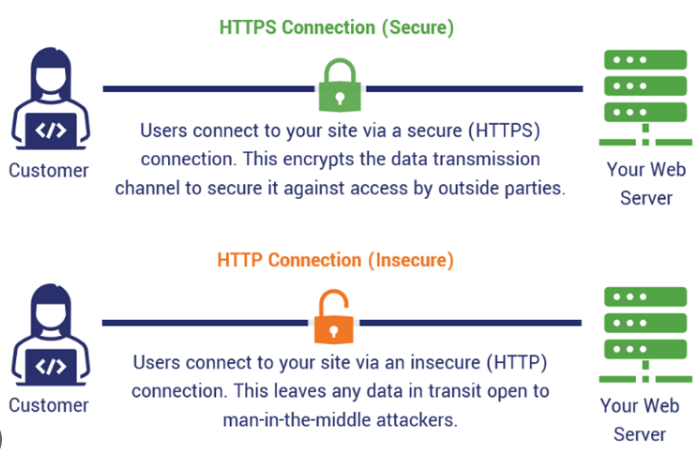 HTTPS Connection (Secure)
</>
Customer
Users connect to your site via a secure (HTTPS)
connection. This encrypts the data transmission
channel to secure it against access by outside parties.
Your Web
Server
HTTP Connection (Insecure)
</>
Customer
Users connect to your site via an insecure (HTTP)
connection. This leaves any data in transit open to
man-in-the-middle attackers.
Your Web
Server